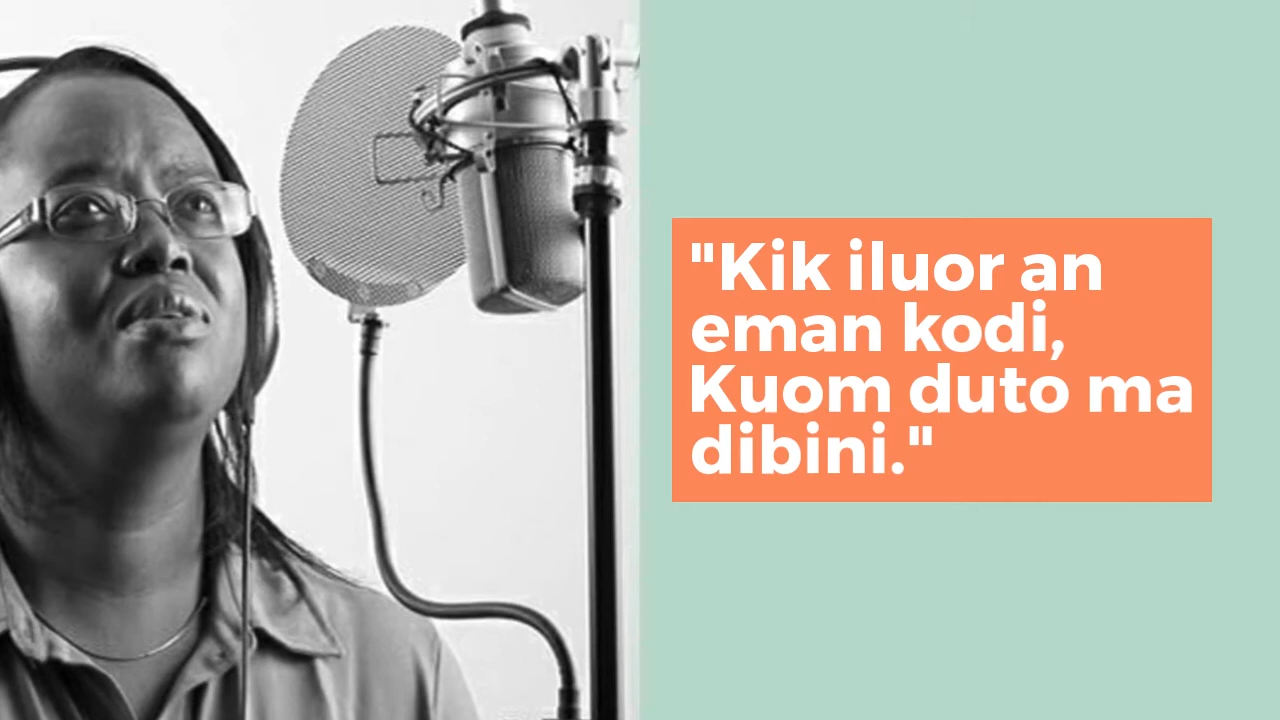 "Kik iluor an
eman kodi,
Kuom duto ma
dibini."